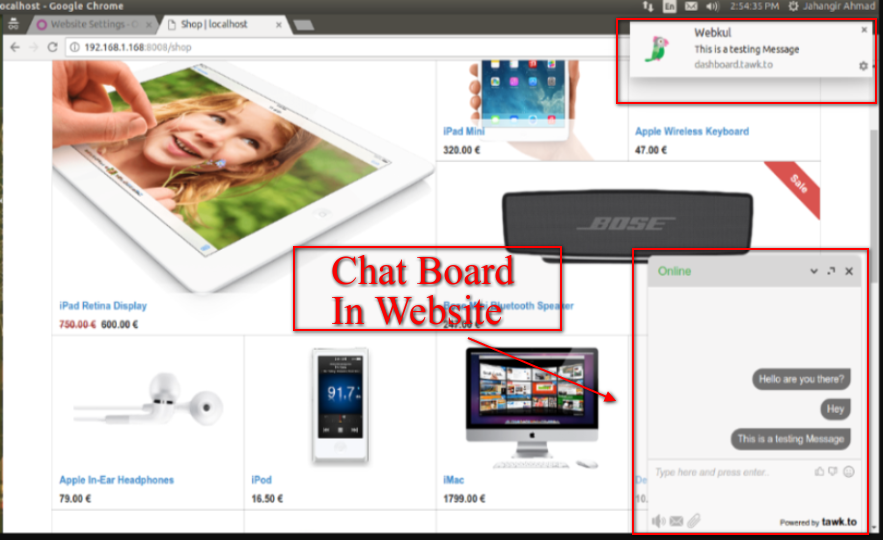 ocalhost - Google Chrome
En
2:54:35 PM
Jahangir Ahmad
Website Settings - O
Shop | localhost
192.168.1.168:8008/shop
Webkul
This is a testing Message
dashboard.tawk.to
iPad Mini
320.00 €
Apple Wireless Keyboard
47.00 €
Sale
BOSE
iPad Retina Display
750.00 € 600.00 €
Chat Board
In Website
Bose Mini Bluetooth Speaker
247.00 €
Online
Hello are you there?
Hey
This is a testing Message
Type here and press enter..
Powered by tawk.to
91.7
Apple In-Ear Headphones
79.00 €
iPod
16.50 €
iMac
1799.00 €
De
10.